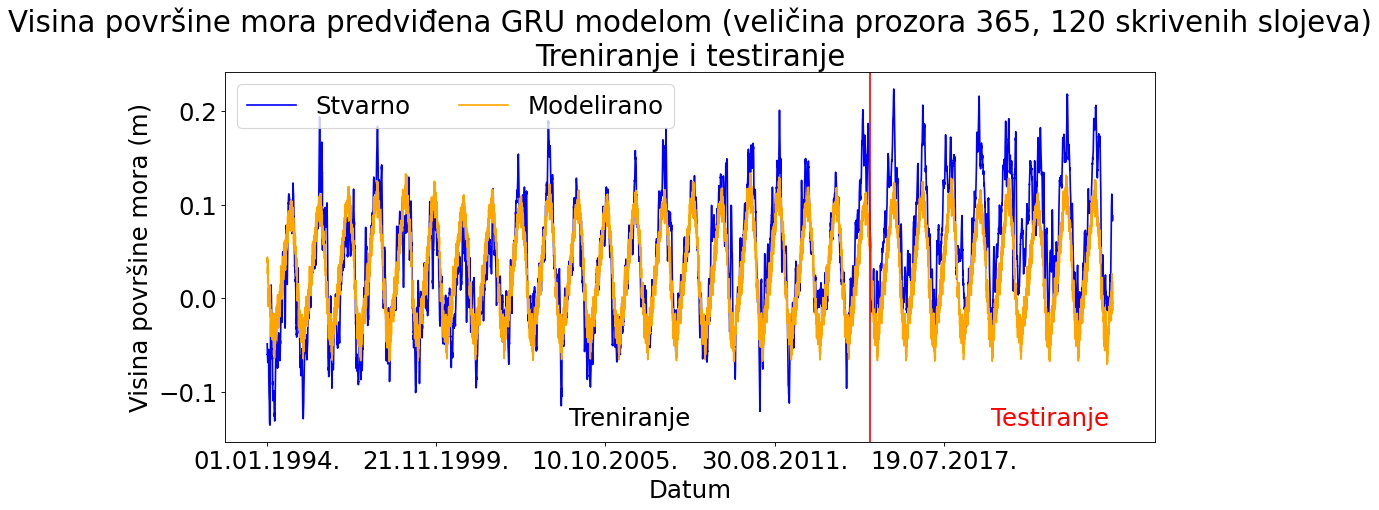 Visina površine mora predviđena GRU modelom (veličina prozora 365, 120 skrivenih slojeva)
Treniranje i testiranje
Stvarno
Modelirano
Visina površine mora (m)
0.2
0.1
0.0
−0.1
Treniranje
Testiranje
01.01.1994.
21.11.1999.
10.10.2005.
30.08.2011.
19.07.2017.
Datum